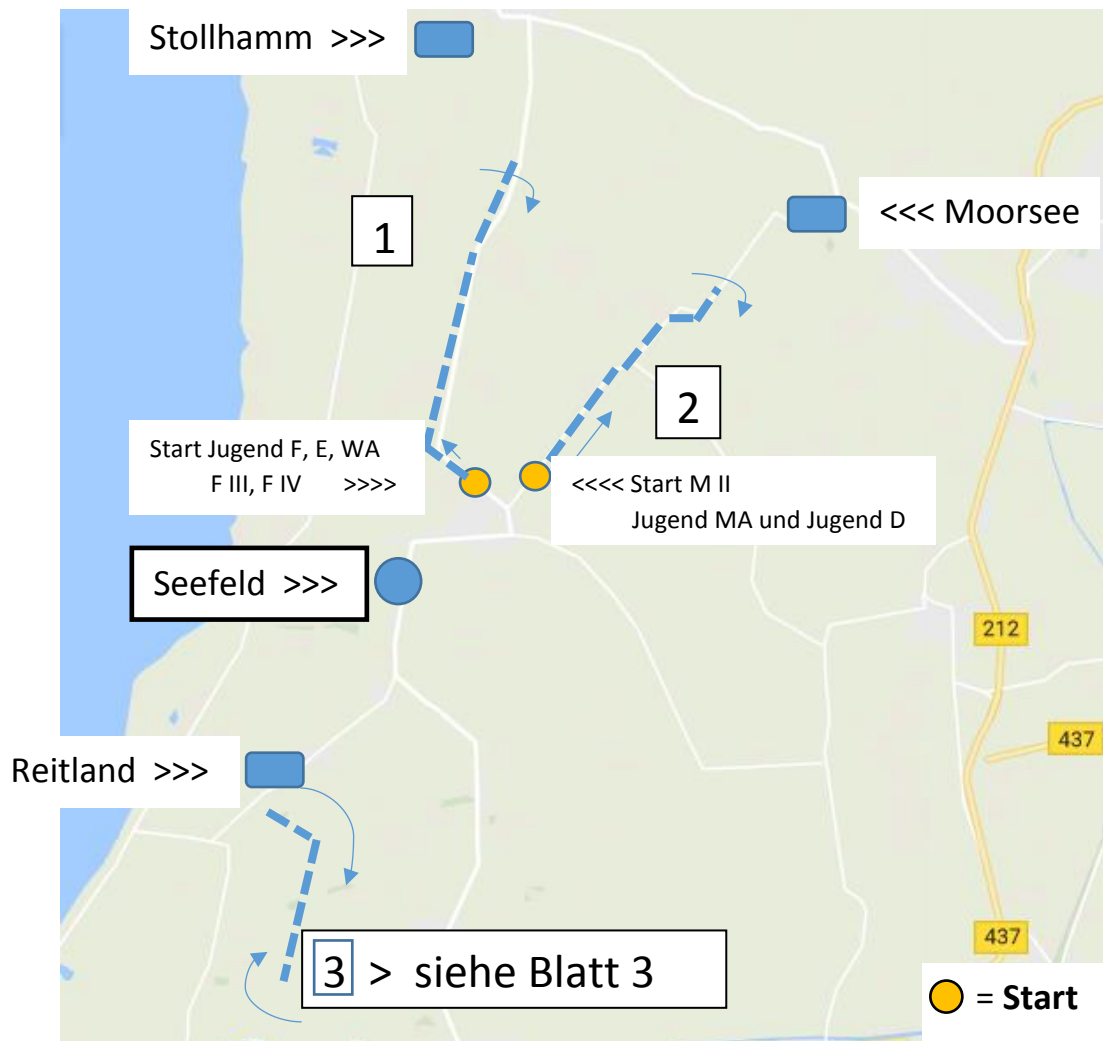 Stollhamm >>>
<<< Moorsee
1
2
Start Jugend F, E, WA
F III, F IV >>>>
<<<< Start M II
Jugend MA und Jugend D
Seefeld >>>
212
437
Reitland >>>
437
3 > siehe Blatt 3
= Start